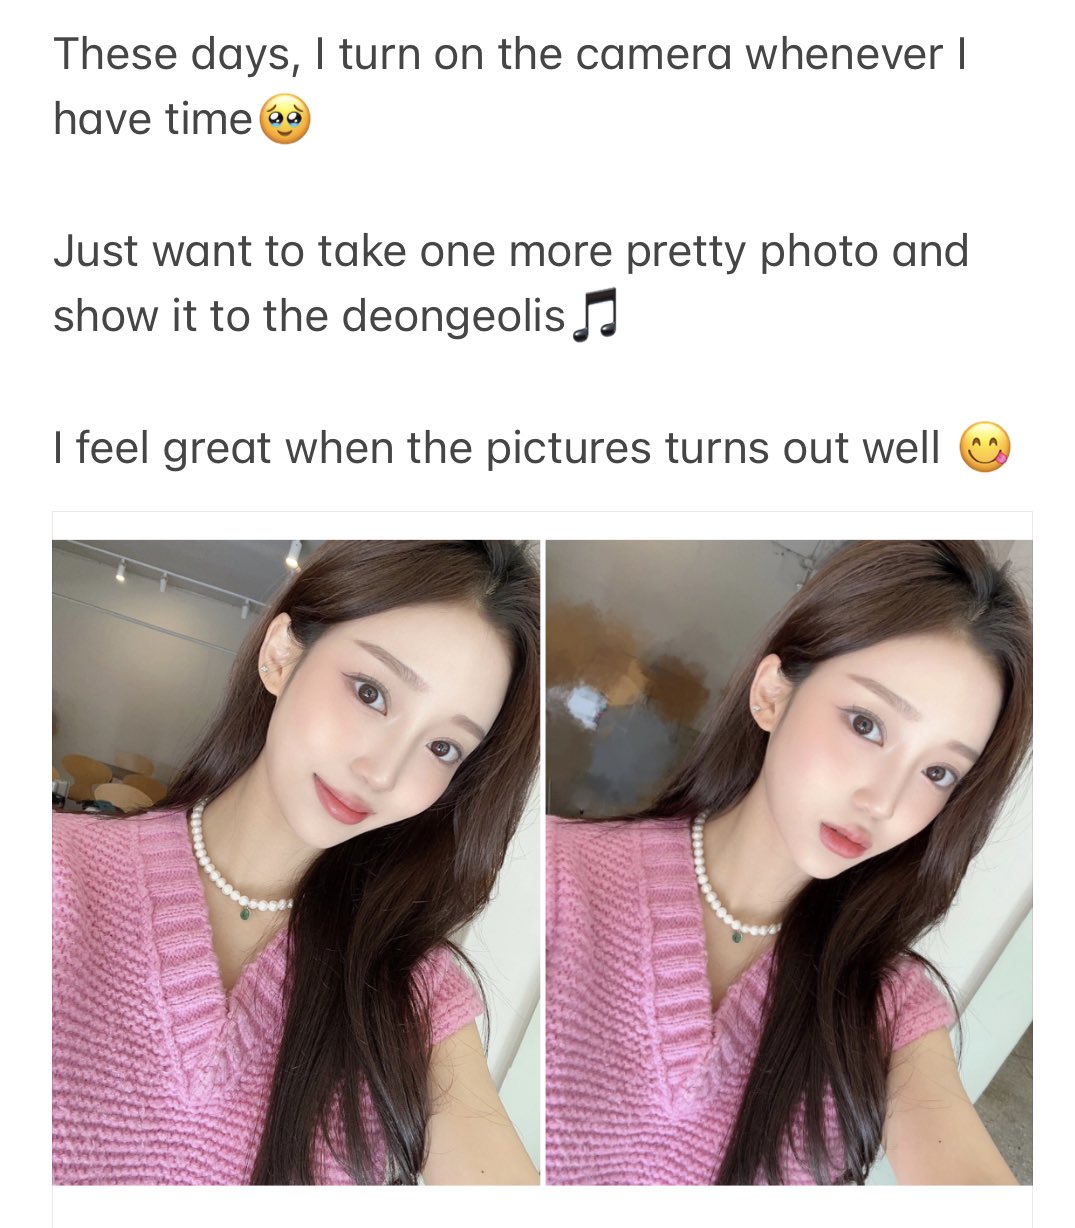 These days, I turn on the camera whenever I
have time🥹
Just want to take one more pretty photo and
show it to the deongeolis🎵
I feel great when the pictures turns out well 😋